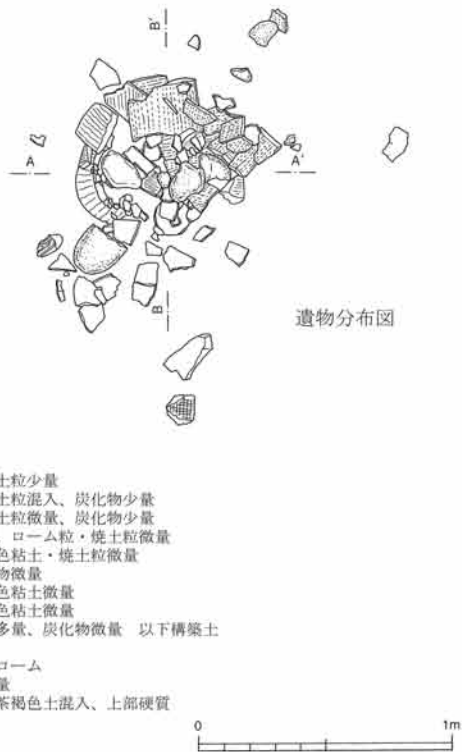 B'
A
A'
B
遺物分布図
土粒少量
土粒混入、炭化物少量
土粒微量、炭化物少量
、ローム粒・焼土粒微量
色粘土・焼土粒微量
物微量
色粘土微量
色粘土微量
多量、炭化物微量　以下構築土
ローム
量
茶褐色土混入、上部硬質
0 1m